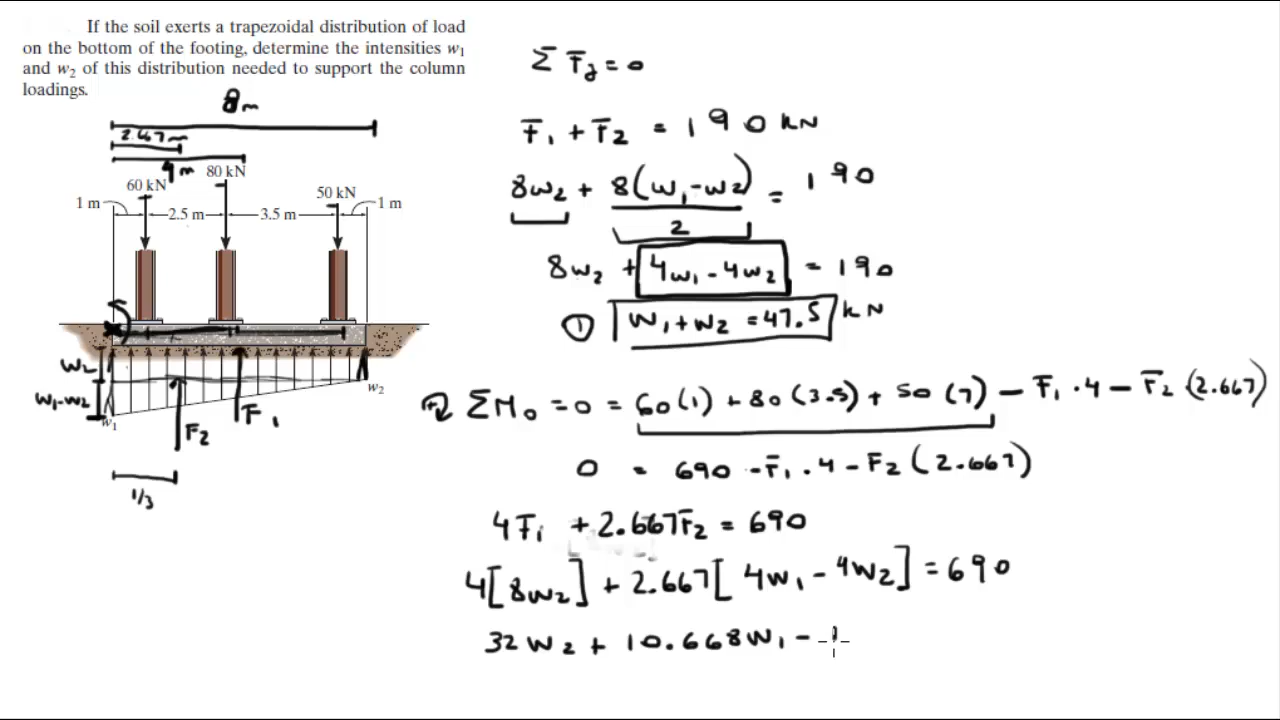 If the soil exerts a trapezoidal distribution of load
on the bottom of the footing, determine the intensities w₁
and w₂ of this distribution needed to support the column
loadings.
8m
2.667m
4m
60 kN
80 kN
50 kN
1 m
2.5 m
3.5 m
1 m
w₂
w₁-w₂
w₁
w₂
F₂
F₁
1/3
Σ Fy = 0
F₁ + F₂ = 190 kN
8w₂ + 8(w₁-w₂)/2 = 190
8w₂ + 4w₁ - 4w₂ = 190
① w₁ + w₂ = 47.5 kN
ΣM₀ = 0 = 60(1) + 80(3.5) + 50(7) - F₁·4 - F₂(2.667)
0 = 690 - F₁·4 - F₂(2.667)
4F₁ + 2.667F₂ = 690
4[8w₂] + 2.667[4w₁ - 4w₂] = 690
32w₂ + 10.668w₁ -